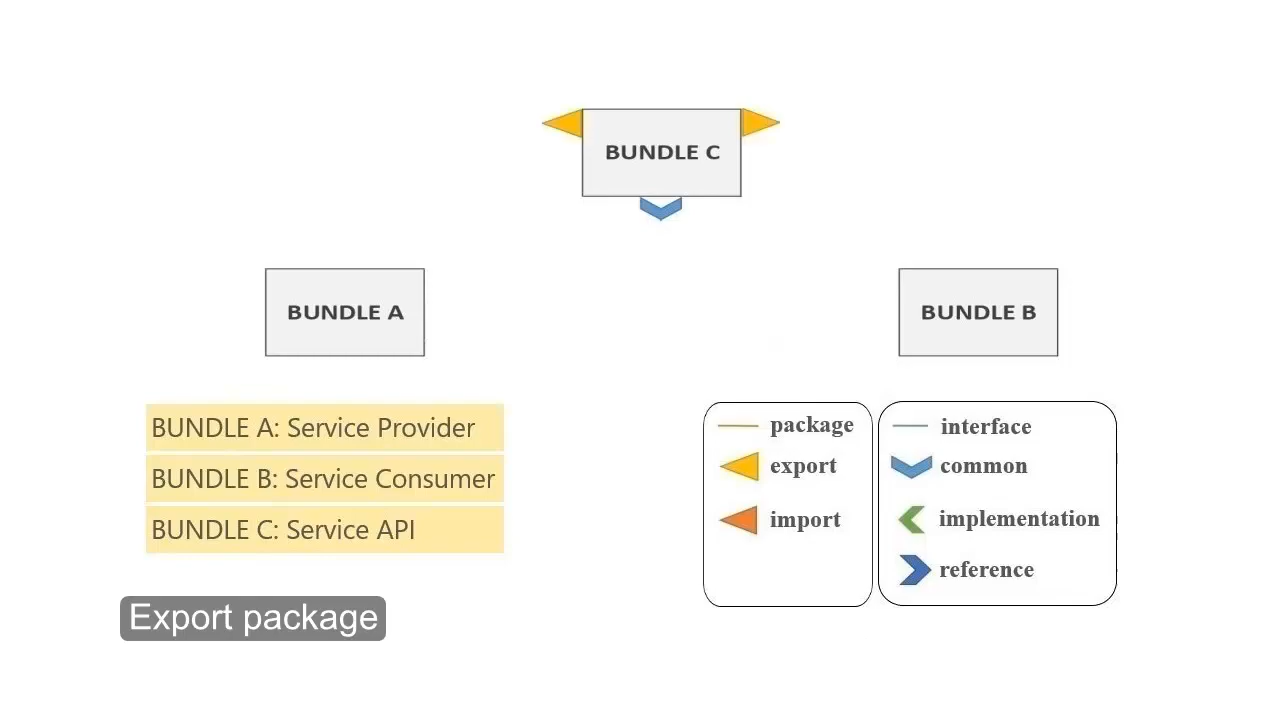 BUNDLE C
BUNDLE A
BUNDLE B
BUNDLE A: Service Provider
BUNDLE B: Service Consumer
BUNDLE C: Service API
package
export
import
interface
common
implementation
reference
Export package